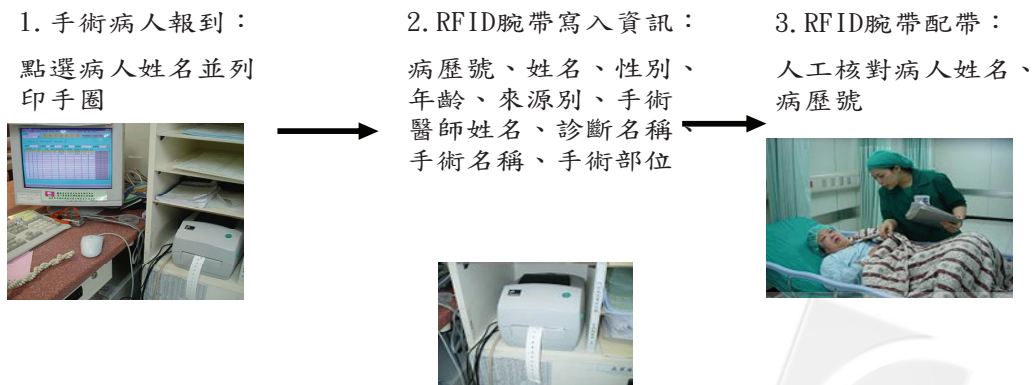 1.手術病人報到：
點選病人姓名並列
印手圈
2.RFID腕帶寫入資訊：
病歷號、姓名、性別、
年齡、來源別、手術
醫師姓名、診斷名稱、
手術名稱、手術部位
3.RFID腕帶配帶：
人工核對病人姓名、
病歷號